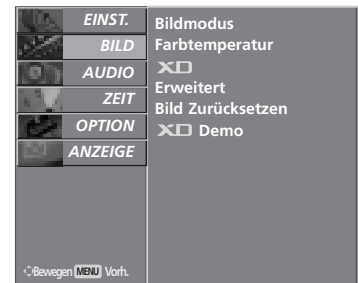 EINST.
BILD
AUDIO
ZEIT
OPTION
ANZEIGE
Bewegen MENU Vorh.
Bildmodus
Farbtemperatur
XD
Erweitert
Bild Zurücksetzen
XD Demo